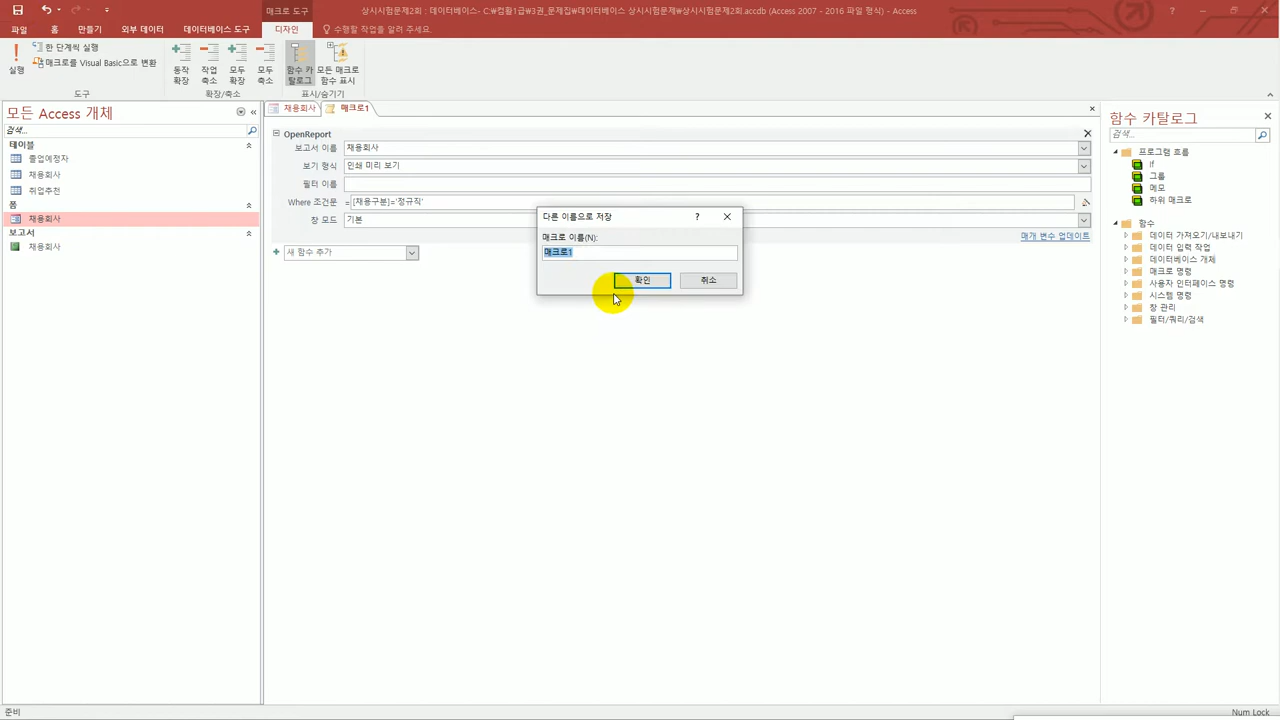 매크로 도구
상시시험문제2회 : 데이터베이스- C:₩컴활1급₩3권_문제집₩데이터베이스 상시시험문제₩상시시험문제2회.accdb (Access 2007 - 2016 파일 형식) - Access
파일 홈 만들기 외부 데이터 데이터베이스 도구 디자인 수행할 작업을 알려 주세요.
실행
한 단계씩 실행
매크로를 Visual Basic으로 변환
동작 확장
작업 축소
모두 확장
모두 축소
함수 카탈로그
모든 매크로 함수 표시
도구 확장/축소 표시/숨기기
모든 Access 개체
검색...
테이블
졸업예정자
채용회사
취업추천
폼
채용회사
보고서
채용회사
채용회사 매크로1
OpenReport
보고서 이름 채용회사
보기 형식 인쇄 미리 보기
필터 이름
Where 조건문 = [채용구분]='정규직'
창 모드 기본
매개 변수 업데이트
새 함수 추가
다른 이름으로 저장 ?
매크로 이름(N):
매크로1
확인 취소
함수 카탈로그
검색...
프로그램 흐름
If
그룹
메모
하위 매크로
함수
데이터 가져오기/내보내기
데이터 입력 작업
데이터베이스 개체
매크로 명령
사용자 인터페이스 명령
시스템 명령
창 관리
필터/쿼리/검색
준비
Num Lock